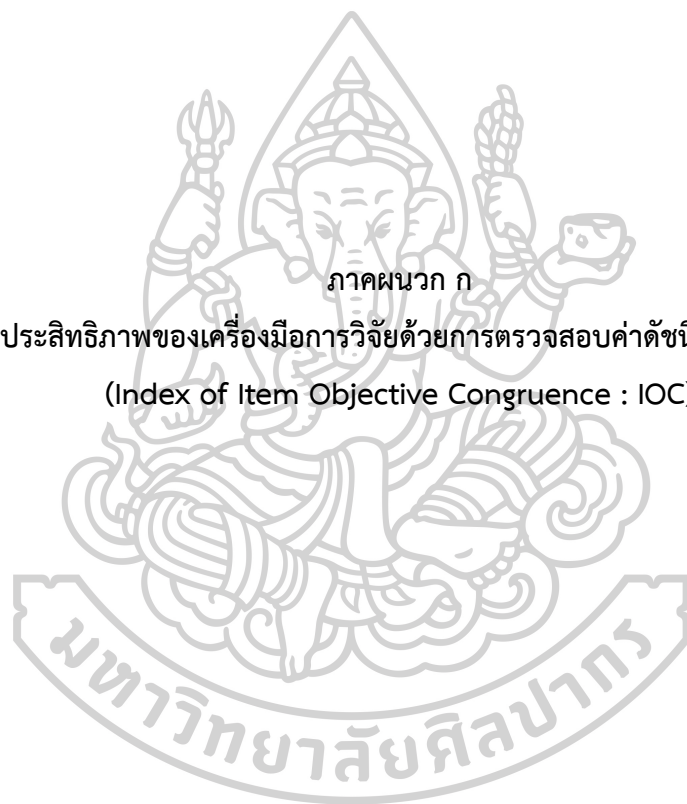 ภาคผนวก ก
ประสิทธิภาพของเครื่องมือการวิจัยด้วยการตรวจสอบค่าดัชนี
(Index of Item Objective Congruence : IOC)
มหาวิทยาลัยศิลปากร